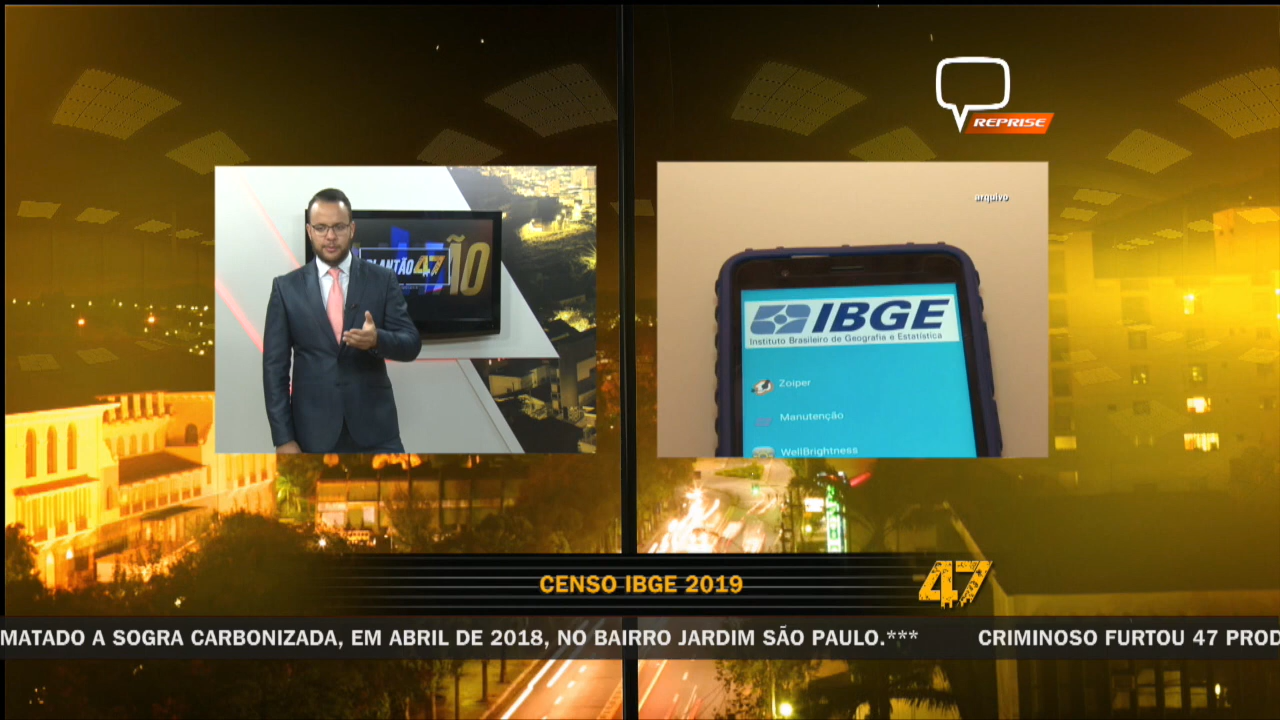 REPRISE
arquivo
PLANTÃO 47
ÃO
IBGE
Instituto Brasileiro de Geografia e Estatística
Zoiper
Manutenção
WellBrightness
CENSO IBGE 2019
47
MATADO A SOGRA CARBONIZADA, EM ABRIL DE 2018, NO BAIRRO JARDIM SÃO PAULO.*** CRIMINOSO FURTOU 47 PROD